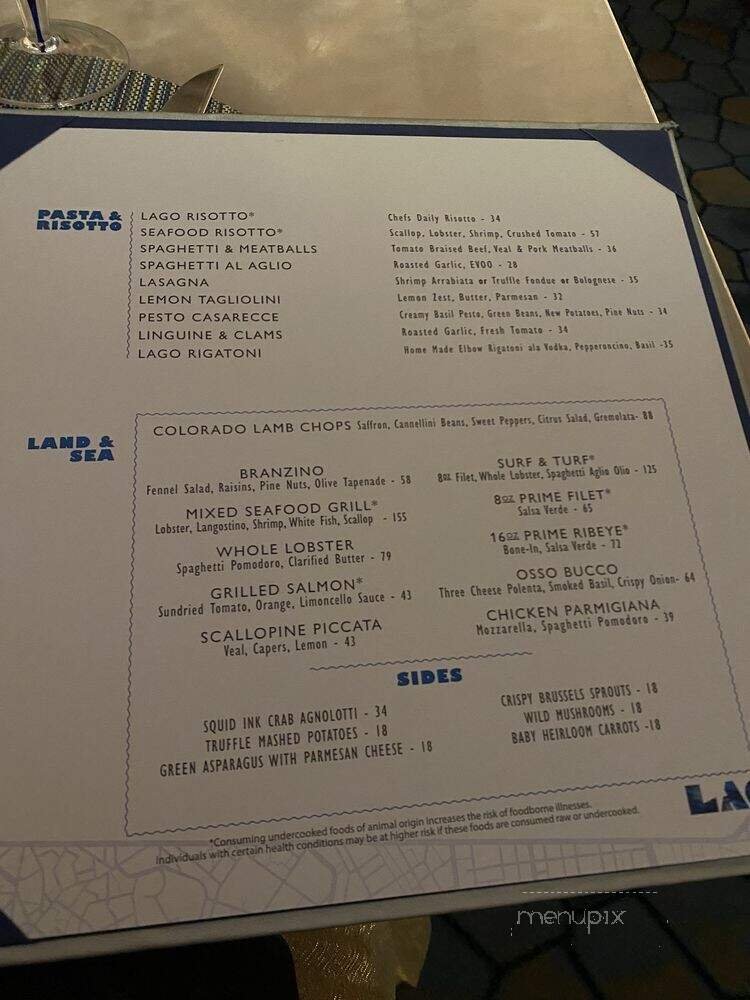 PASTA & RISOTTO
LAGO RISOTTO* Chefs Daily Risotto - 34
SEAFOOD RISOTTO* Scallop, Lobster, Shrimp, Crushed Tomato - 57
SPAGHETTI & MEATBALLS Tomato Braised Beef, Veal & Pork Meatballs - 36
SPAGHETTI AL AGLIO Roasted Garlic, EVOO - 28
LASAGNA Shrimp Arrabiata or Truffle Fondue or Bolognese - 35
LEMON TAGLIOLINI Lemon Zest, Butter, Parmesan - 32
PESTO CASARECCE Creamy Basil Pesto, Green Beans, New Potatoes, Pine Nuts - 34
LINGUINE & CLAMS Roasted Garlic, Fresh Tomato - 34
LAGO RIGATONI Home Made Elbow Rigatoni ala Vodka, Pepperoncino, Basil -35
LAND & SEA
COLORADO LAMB CHOPS Saffron, Cannellini Beans, Sweet Peppers, Citrus Salad, Gremolata- 88
BRANZINO
Fennel Salad, Raisins, Pine Nuts, Olive Tapenade - 58
MIXED SEAFOOD GRILL*
Lobster, Langostino, Shrimp, White Fish, Scallop - 155
WHOLE LOBSTER
Spaghetti Pomodoro, Clarified Butter - 79
GRILLED SALMON*
Sundried Tomato, Orange, Limoncello Sauce - 43
SCALLOPINE PICCATA
Veal, Capers, Lemon - 43
SURF & TURF*
8oz Filet, Whole Lobster, Spaghetti Aglio Olio - 125
8oz PRIME FILET*
Salsa Verde - 65
16oz PRIME RIBEYE*
Bone-In, Salsa Verde - 72
OSSO BUCCO
Three Cheese Polenta, Smoked Basil, Crispy Onion- 64
CHICKEN PARMIGIANA
Mozzarella, Spaghetti Pomodoro - 39
SIDES
SQUID INK CRAB AGNOLOTTI - 34
TRUFFLE MASHED POTATOES - 18
GREEN ASPARAGUS WITH PARMESAN CHEESE - 18
CRISPY BRUSSELS SPROUTS - 18
WILD MUSHROOMS - 18
BABY HEIRLOOM CARROTS -18
*Consuming undercooked foods of animal origin increases the risk of foodborne illnesses.
Individuals with certain health conditions may be at higher risk if these foods are consumed raw or undercooked.
menupix